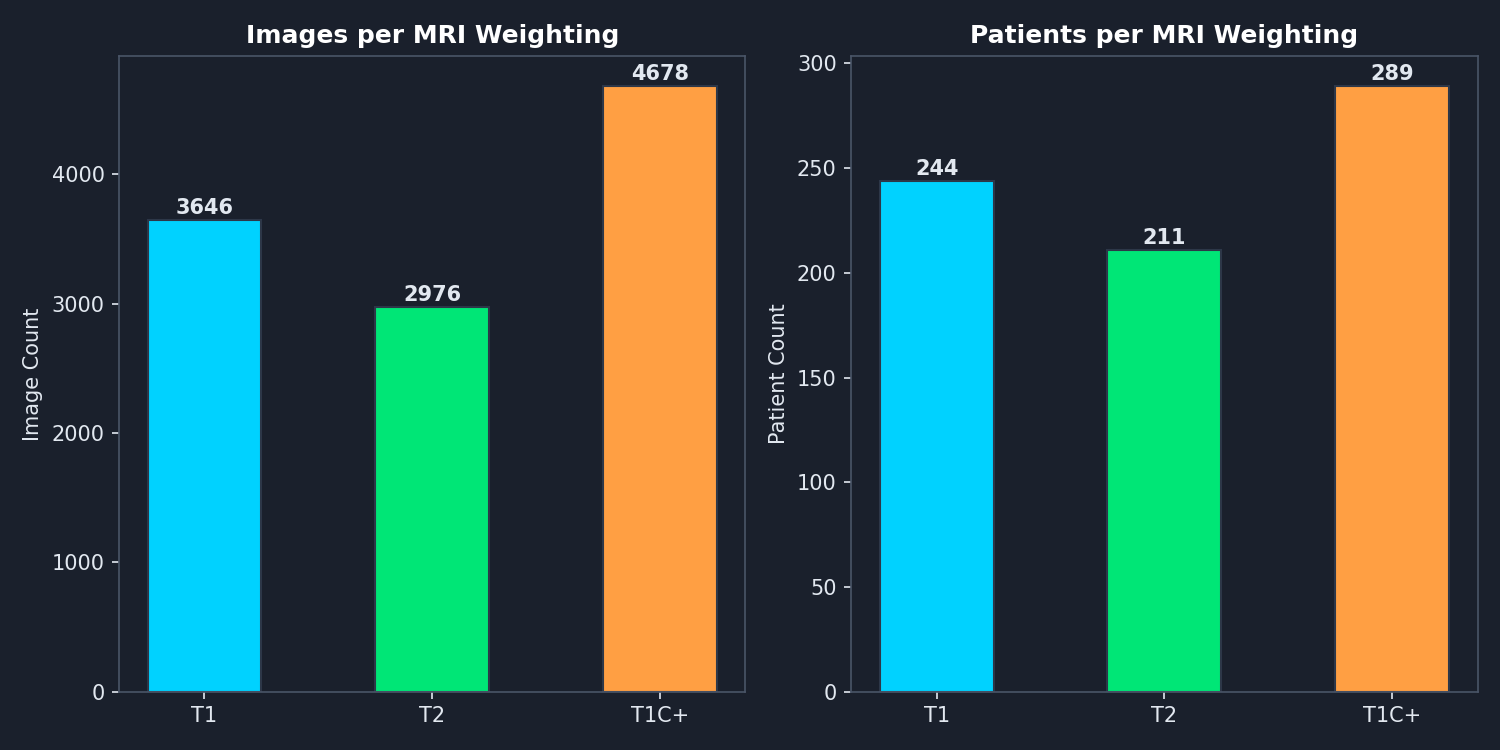 Images per MRI Weighting
Image Count
4000
3000
2000
1000
0
3646
2976
4678
T1
T2
T1C+
Patients per MRI Weighting
Patient Count
300
250
200
150
100
50
0
244
211
289
T1
T2
T1C+